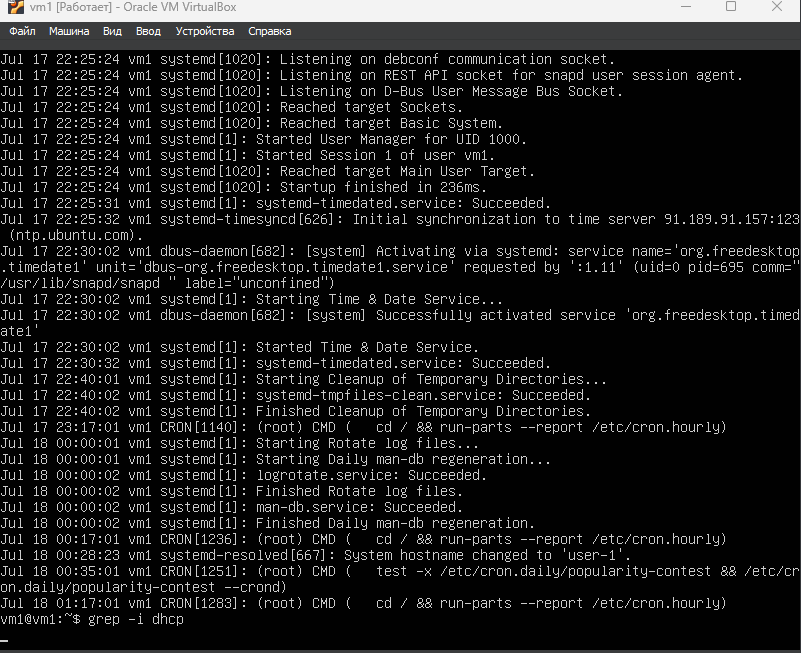 vm1 [Работает] - Oracle VM VirtualBox
Файл Машина Вид Ввод Устройства Справка
Jul 17 22:25:24 vm1 systemd[1020]: Listening on debconf communication socket.
Jul 17 22:25:24 vm1 systemd[1020]: Listening on REST API socket for snapd user session agent.
Jul 17 22:25:24 vm1 systemd[1020]: Listening on D-Bus User Message Bus Socket.
Jul 17 22:25:24 vm1 systemd[1020]: Reached target Sockets.
Jul 17 22:25:24 vm1 systemd[1020]: Reached target Basic System.
Jul 17 22:25:24 vm1 systemd[1]: Started User Manager for UID 1000.
Jul 17 22:25:24 vm1 systemd[1]: Started Session 1 of user vm1.
Jul 17 22:25:24 vm1 systemd[1020]: Reached target Main User Target.
Jul 17 22:25:24 vm1 systemd[1020]: Startup finished in 236ms.
Jul 17 22:25:31 vm1 systemd[1]: systemd-timedated.service: Succeeded.
Jul 17 22:25:32 vm1 systemd-timesyncd[626]: Initial synchronization to time server 91.189.91.157:123
 (ntp.ubuntu.com).
Jul 17 22:30:02 vm1 dbus-daemon[682]: [system] Activating via systemd: service name='org.freedesktop
.timedate1' unit='dbus-org.freedesktop.timedate1.service' requested by ':1.11' (uid=0 pid=695 comm="
/usr/lib/snapd/snapd " label="unconfined")
Jul 17 22:30:02 vm1 systemd[1]: Starting Time & Date Service...
Jul 17 22:30:02 vm1 dbus-daemon[682]: [system] Successfully activated service 'org.freedesktop.timed
ate1'
Jul 17 22:30:02 vm1 systemd[1]: Started Time & Date Service.
Jul 17 22:30:32 vm1 systemd[1]: systemd-timedated.service: Succeeded.
Jul 17 22:40:01 vm1 systemd[1]: Starting Cleanup of Temporary Directories...
Jul 17 22:40:02 vm1 systemd[1]: systemd-tmpfiles-clean.service: Succeeded.
Jul 17 22:40:02 vm1 systemd[1]: Finished Cleanup of Temporary Directories.
Jul 17 23:17:01 vm1 CRON[1140]: (root) CMD (   cd / && run-parts --report /etc/cron.hourly)
Jul 18 00:00:01 vm1 systemd[1]: Starting Rotate log files...
Jul 18 00:00:01 vm1 systemd[1]: Starting Daily man-db regeneration...
Jul 18 00:00:02 vm1 systemd[1]: logrotate.service: Succeeded.
Jul 18 00:00:02 vm1 systemd[1]: Finished Rotate log files.
Jul 18 00:00:02 vm1 systemd[1]: man-db.service: Succeeded.
Jul 18 00:00:02 vm1 systemd[1]: Finished Daily man-db regeneration.
Jul 18 00:17:01 vm1 CRON[1236]: (root) CMD (   cd / && run-parts --report /etc/cron.hourly)
Jul 18 00:28:23 vm1 systemd-resolved[667]: System hostname changed to 'user-1'.
Jul 18 00:35:01 vm1 CRON[1251]: (root) CMD (   test -x /etc/cron.daily/popularity-contest && /etc/cr
on.daily/popularity-contest --crond)
Jul 18 01:17:01 vm1 CRON[1283]: (root) CMD (   cd / && run-parts --report /etc/cron.hourly)
vm1@vm1:~$ grep -i dhcp